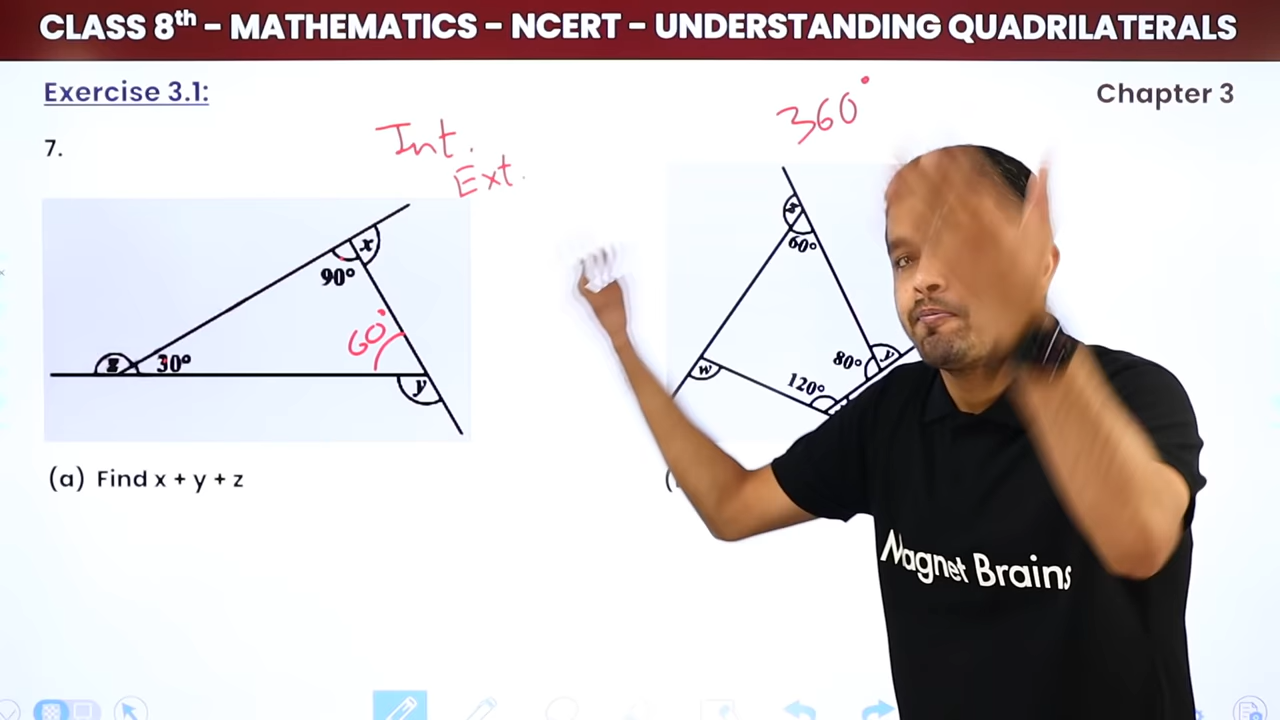 CLASS 8th – MATHEMATICS – NCERT – UNDERSTANDING QUADRILATERALS
Exercise 3.1:
Chapter 3
7.
Int.
Ext.
360°
x
90°
60°
z 30°
y
60°
80° y
w
120°
(a) Find x + y + z
(
Magnet Brains